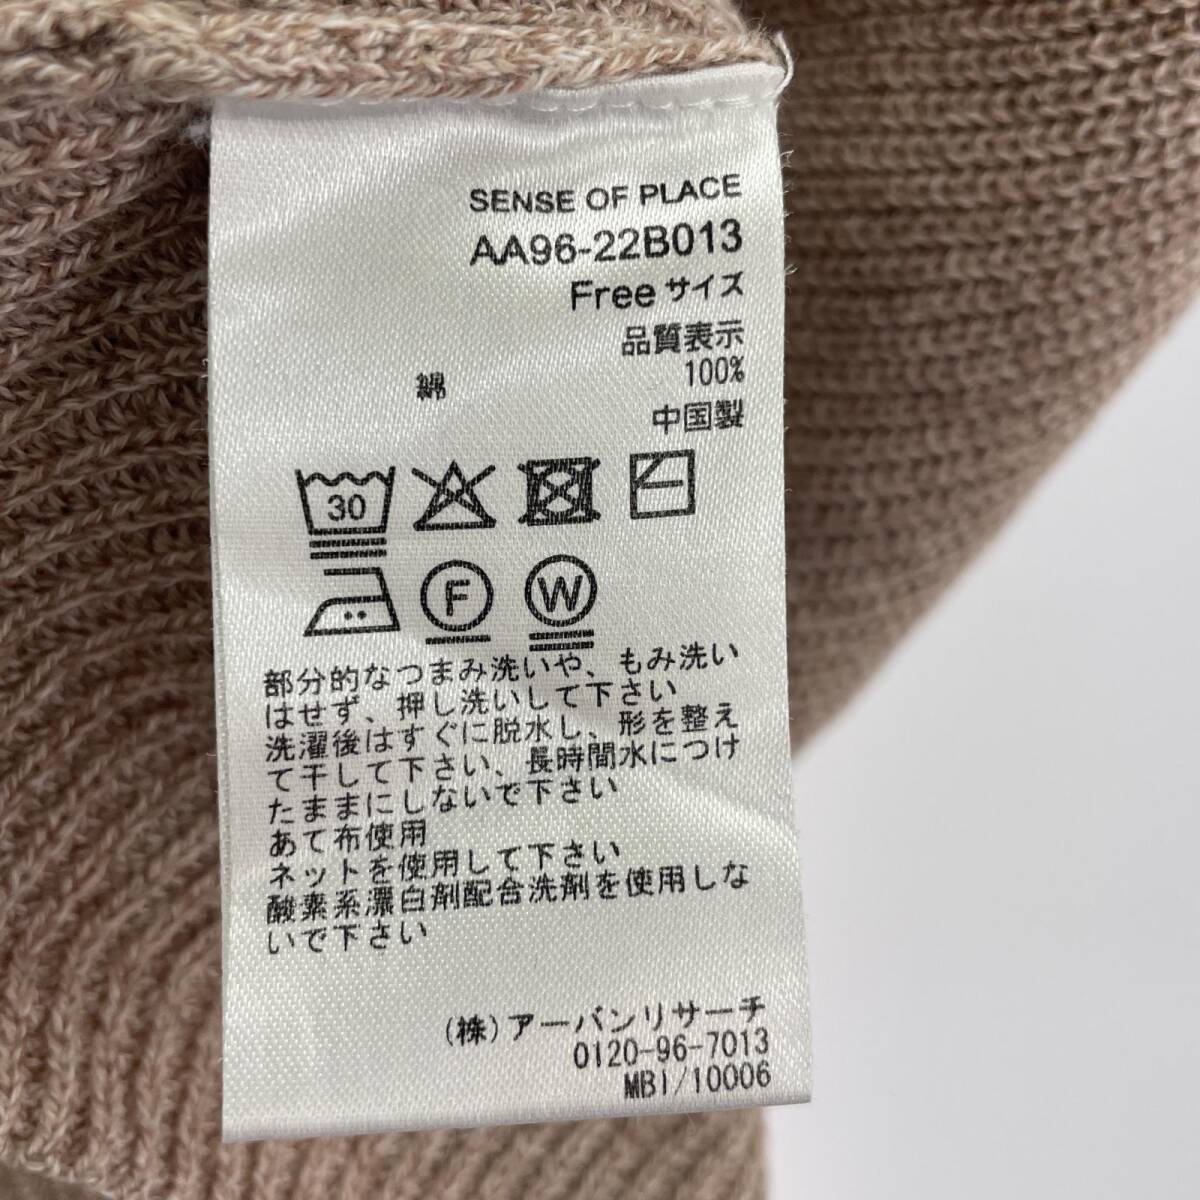 SENSE OF PLACE
AA96-22B013
Free サイズ
品質表示
綿 100%
中国製
30
F W
部分的なつまみ洗いや、もみ洗い
はせず、押し洗いして下さい
洗濯後はすぐに脱水し、形を整え
て干して下さい、長時間水につけ
たままにしないで下さい
あて布使用
ネットを使用して下さい
酸素系漂白剤配合洗剤を使用しな
いで下さい
(株)アーバンリサーチ
0120-96-7013
MBI/10006